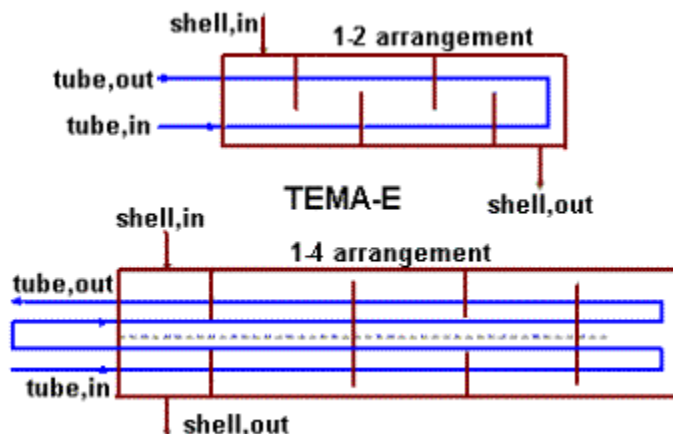 shell,in
1-2 arrangement
tube,out
tube,in
TEMA-E
shell,out
shell,in
1-4 arrangement
tube,out
tube,in
shell,out